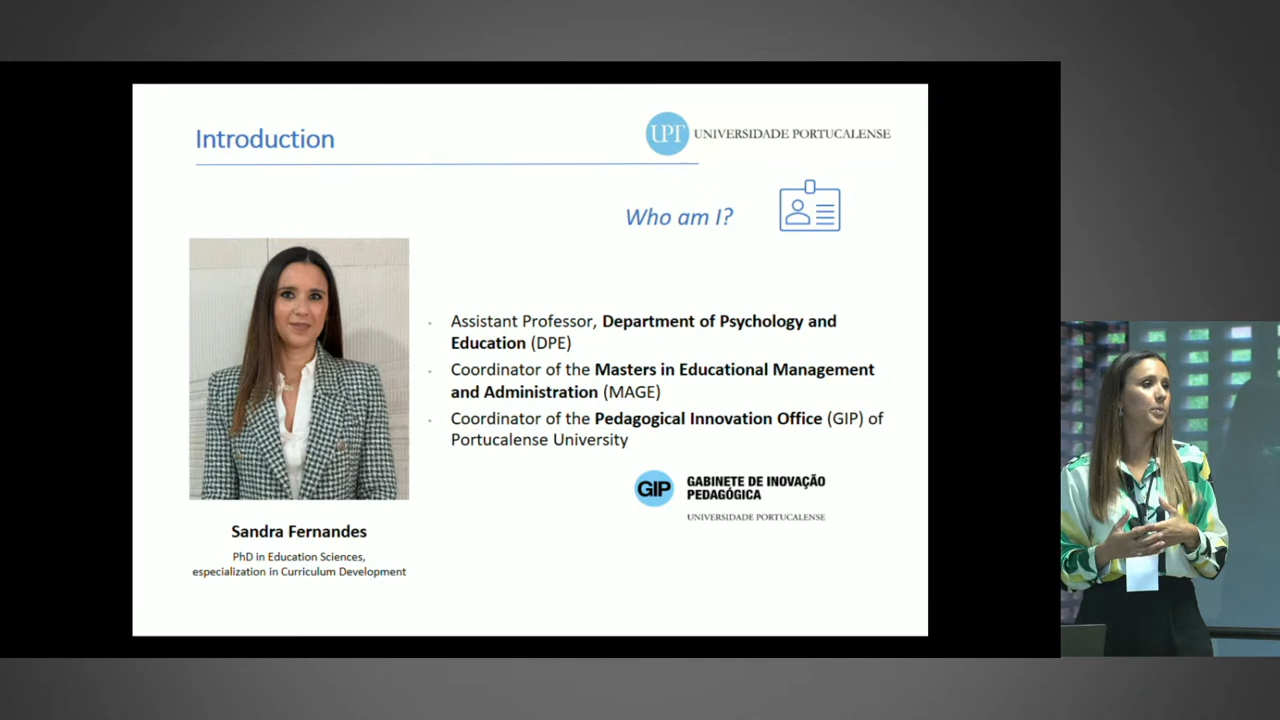 Introduction
UPT UNIVERSIDADE PORTUCALENSE
Who am I?
Assistant Professor, Department of Psychology and
Education (DPE)
Coordinator of the Masters in Educational Management
and Administration (MAGE)
Coordinator of the Pedagogical Innovation Office (GIP) of
Portucalense University
GIP
GABINETE DE INOVAÇÃO
PEDAGÓGICA
UNIVERSIDADE PORTUCALENSE
Sandra Fernandes
PhD in Education Sciences,
especialization in Curriculum Development